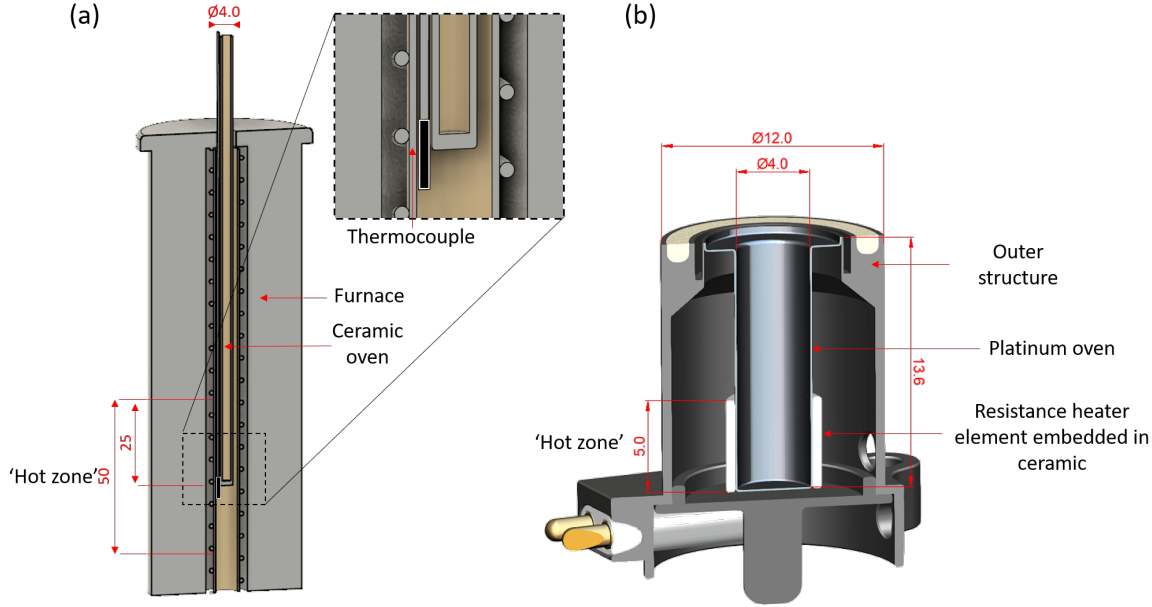 (a)
Ø4.0
Thermocouple
Furnace
Ceramic
oven
25
50
'Hot zone'
(b)
Ø12.0
Ø4.0
Outer
structure
Platinum oven
13.6
Resistance heater
element embedded in
ceramic
'Hot zone'
5.0